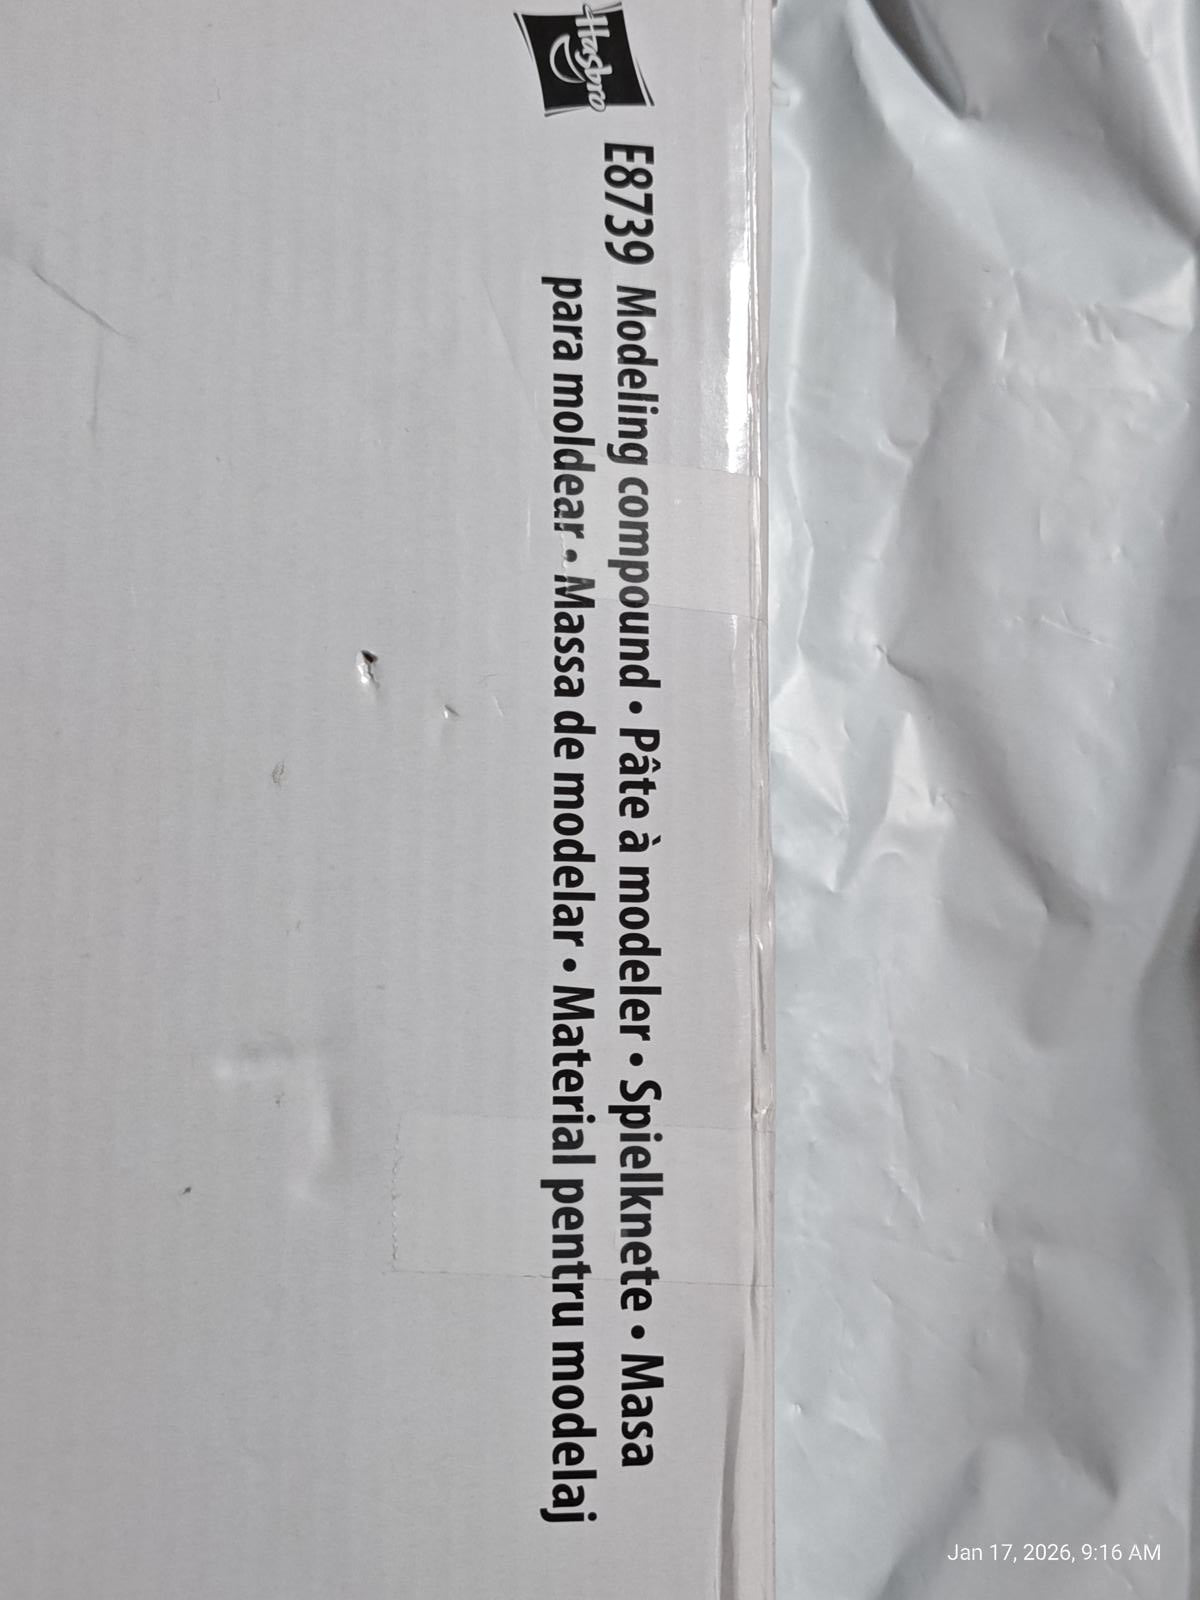 Hasbro
E8739 Modeling compound • Pâte à modeler • Spielknete • Masa
para moldear • Massa de modelar • Material pentru modelaj
Jan 17, 2026, 9:16 AM